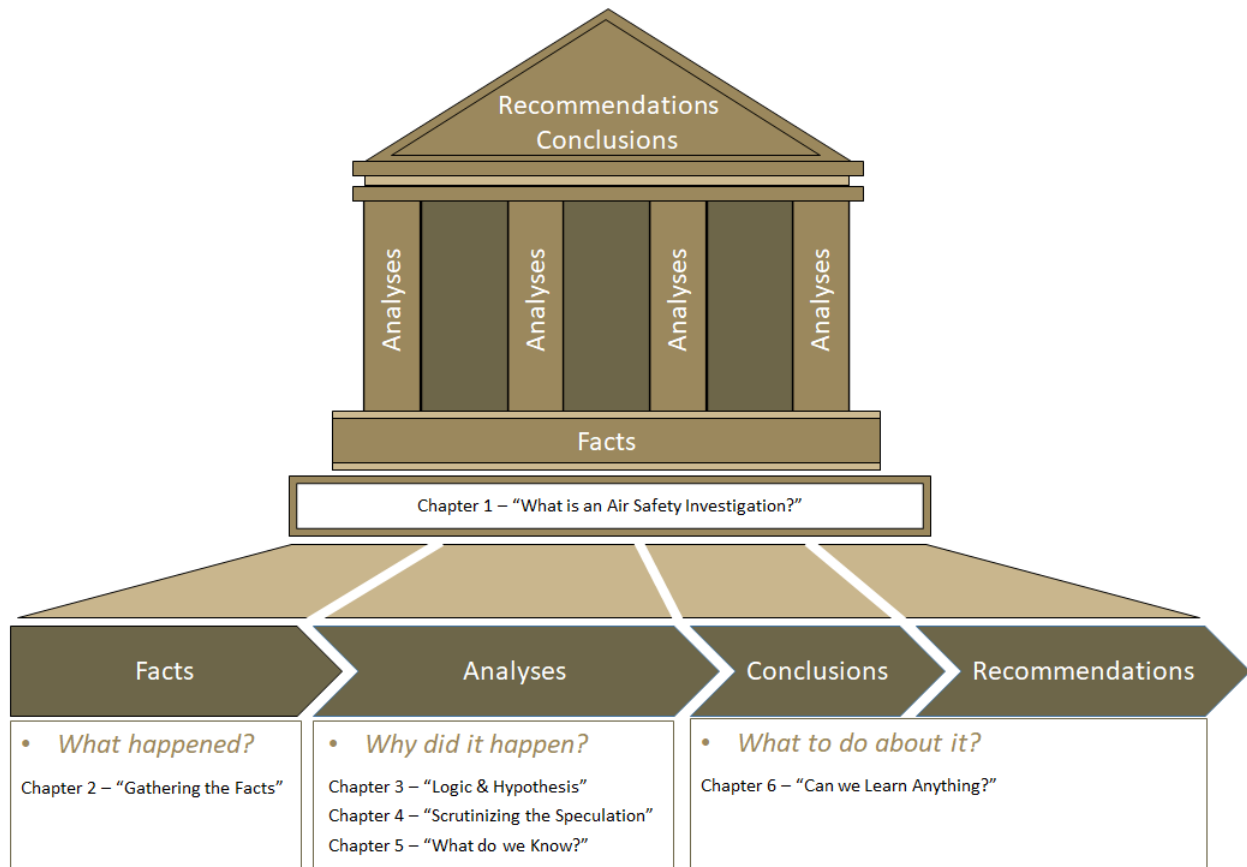 Recommendations
Conclusions
Analyses
Analyses
Analyses
Analyses
Facts
Chapter 1 – “What is an Air Safety Investigation?”
Facts
Analyses
Conclusions
Recommendations
• What happened?
Chapter 2 – “Gathering the Facts”
• Why did it happen?
Chapter 3 – “Logic & Hypothesis”
Chapter 4 – “Scrutinizing the Speculation”
Chapter 5 – “What do we Know?”
• What to do about it?
Chapter 6 – “Can we Learn Anything?”